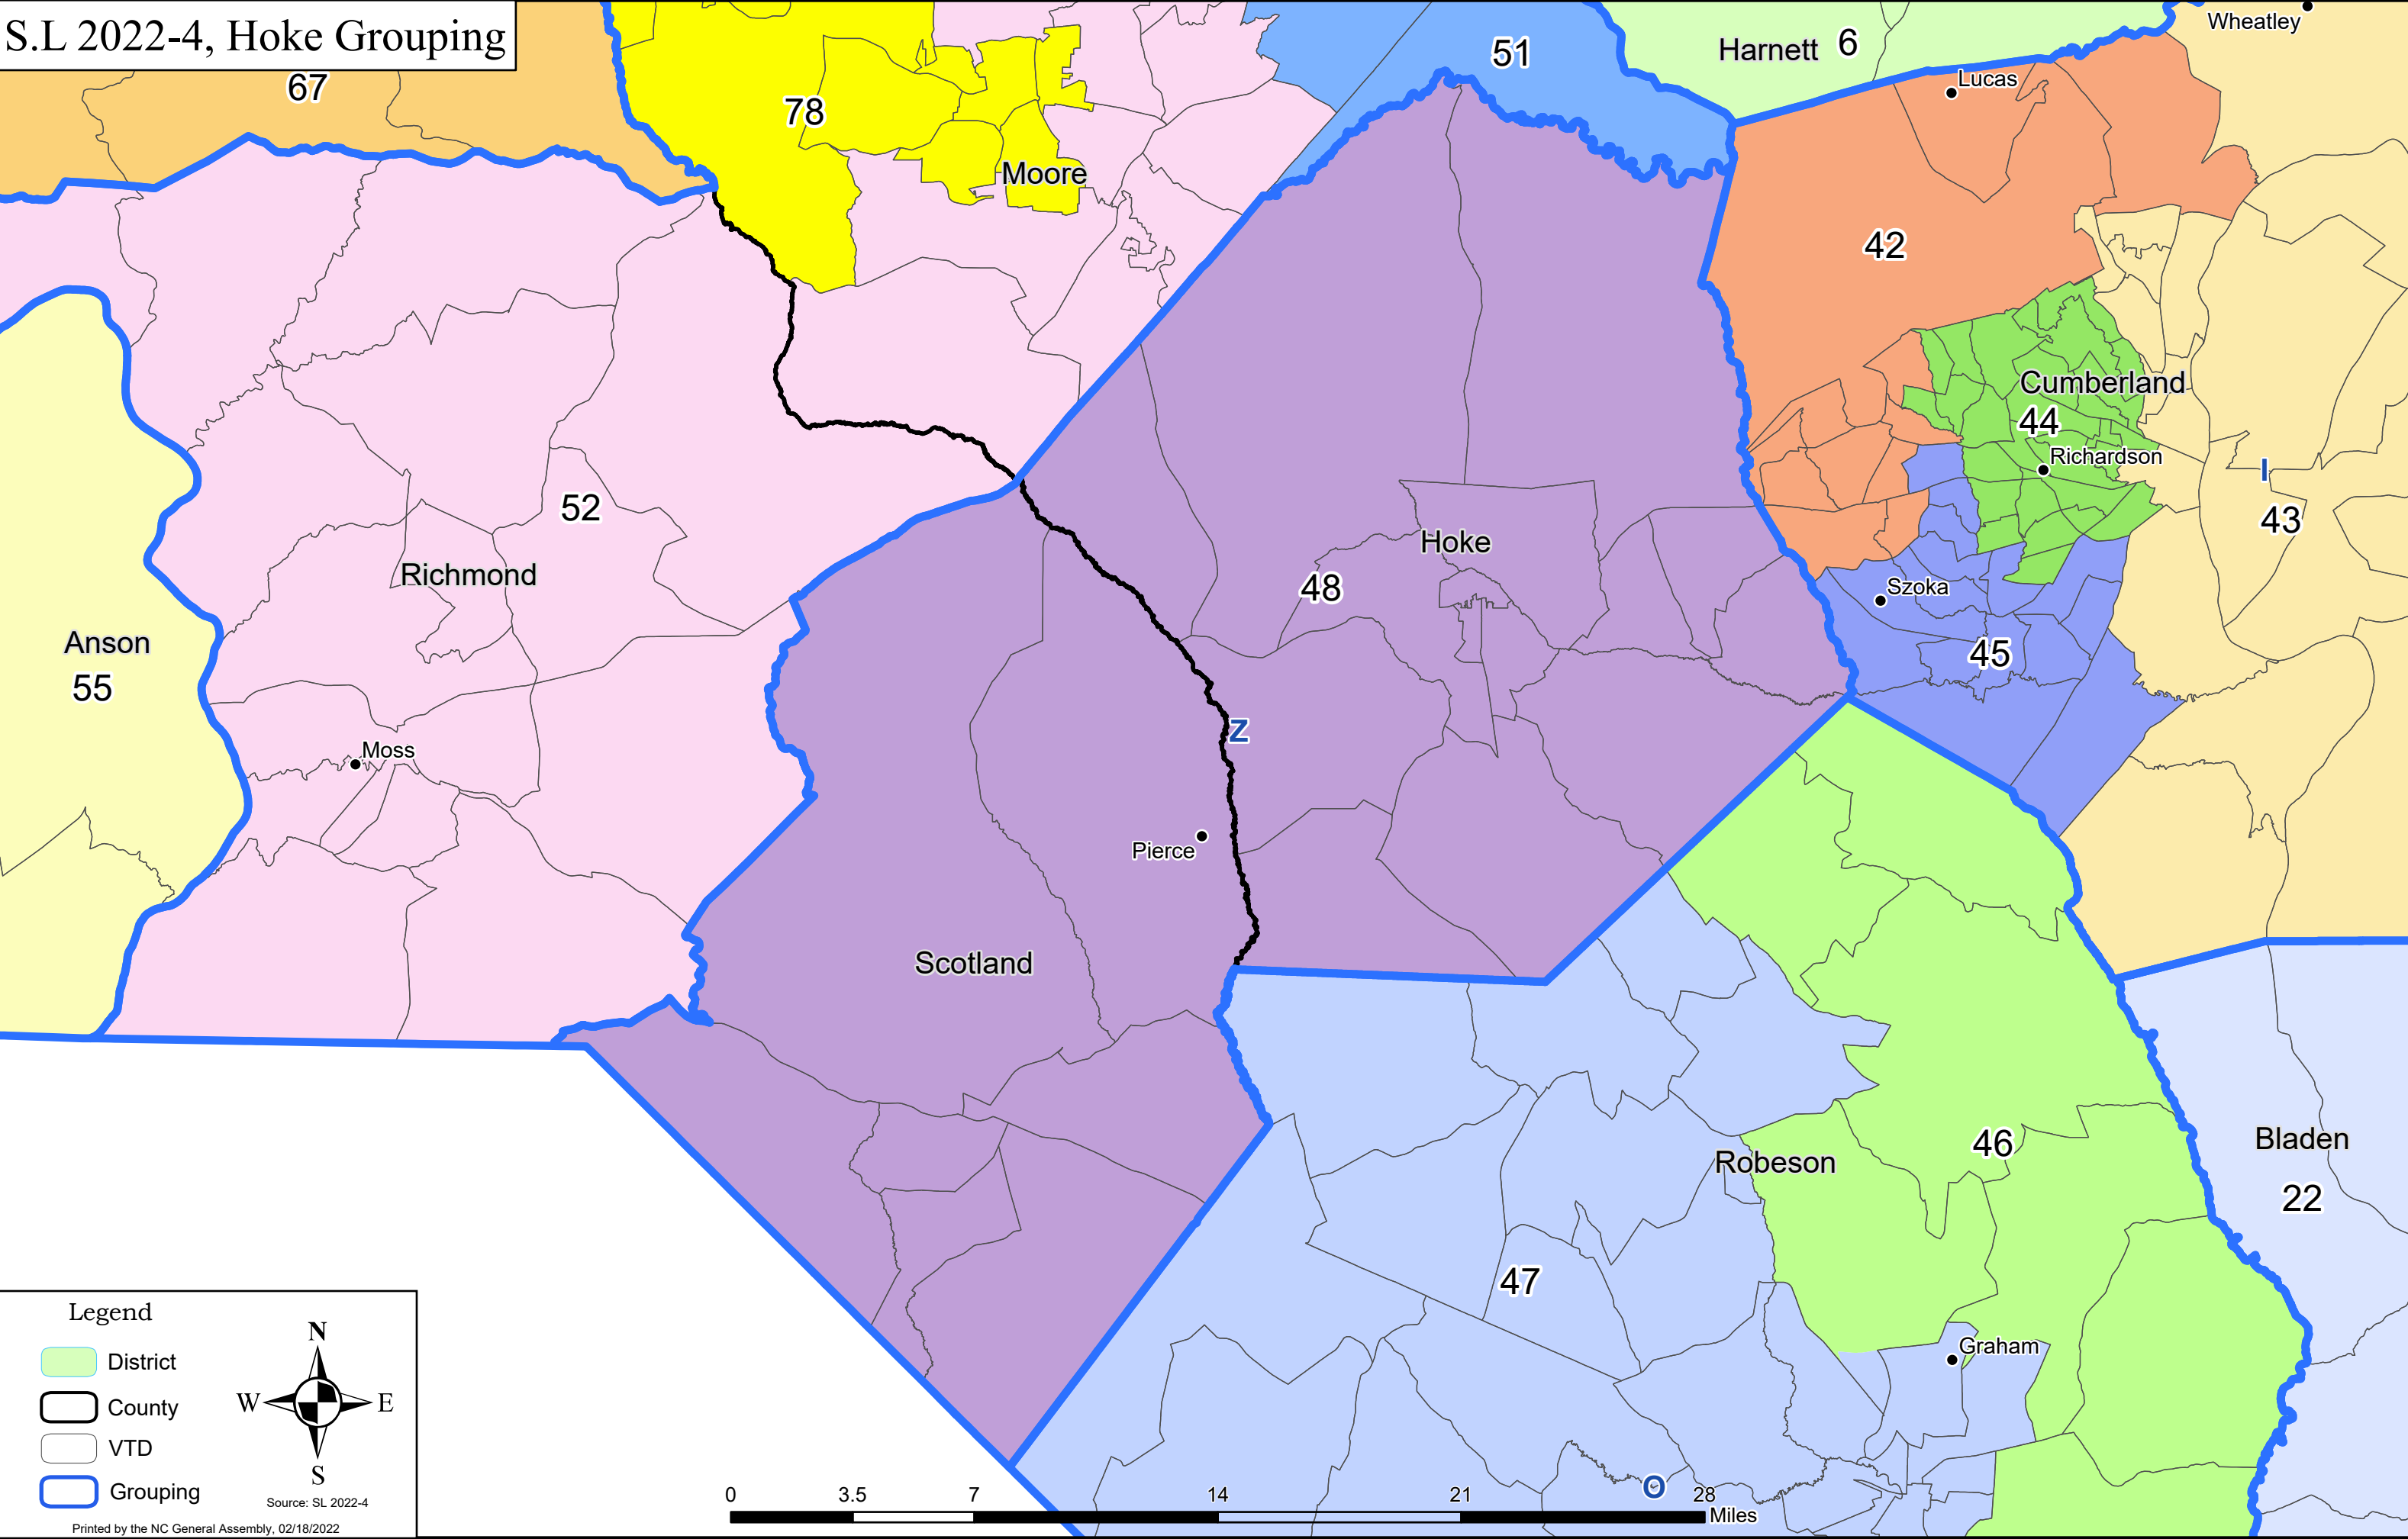 S.L 2022-4, Hoke Grouping
Wheatley
51
Harnett 6
67
Lucas
78
Moore
42
Cumberland
44
Richardson
I
52
43
Hoke
Richmond
48
Szoka
Anson
45
55
Z
Moss
Pierce
Scotland
Bladen
46
Robeson
22
47
Graham
Legend
District
County
VTD
Grouping
N
W E
S
Source: SL 2022-4
Printed by the NC General Assembly, 02/18/2022
O
0 3.5 7 14 21 28
Miles